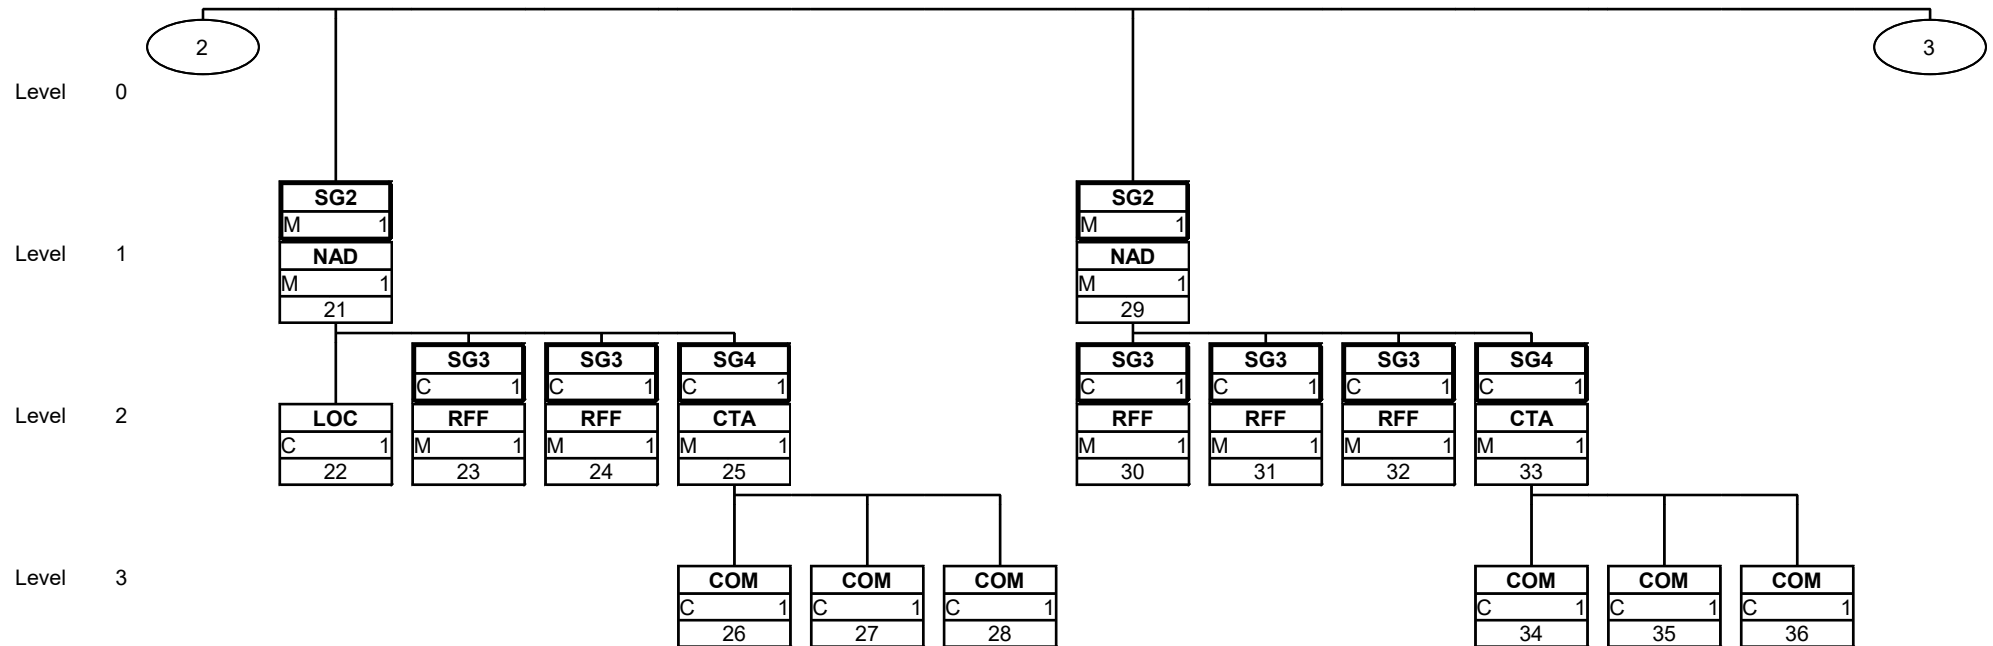 2 3
Level 0
SG2 SG2
M 1 M 1
Level 1
NAD NAD
M 1 M 1
21 29
SG3 SG3 SG4 SG3 SG3 SG3 SG4
C 1 C 1 C 1 C 1 C 1 C 1 C 1
Level 2
LOC RFF RFF CTA RFF RFF RFF CTA
C 1 M 1 M 1 M 1 M 1 M 1 M 1 M 1
22 23 24 25 30 31 32 33
Level 3
COM COM COM COM COM COM
C 1 C 1 C 1 C 1 C 1 C 1
26 27 28 34 35 36